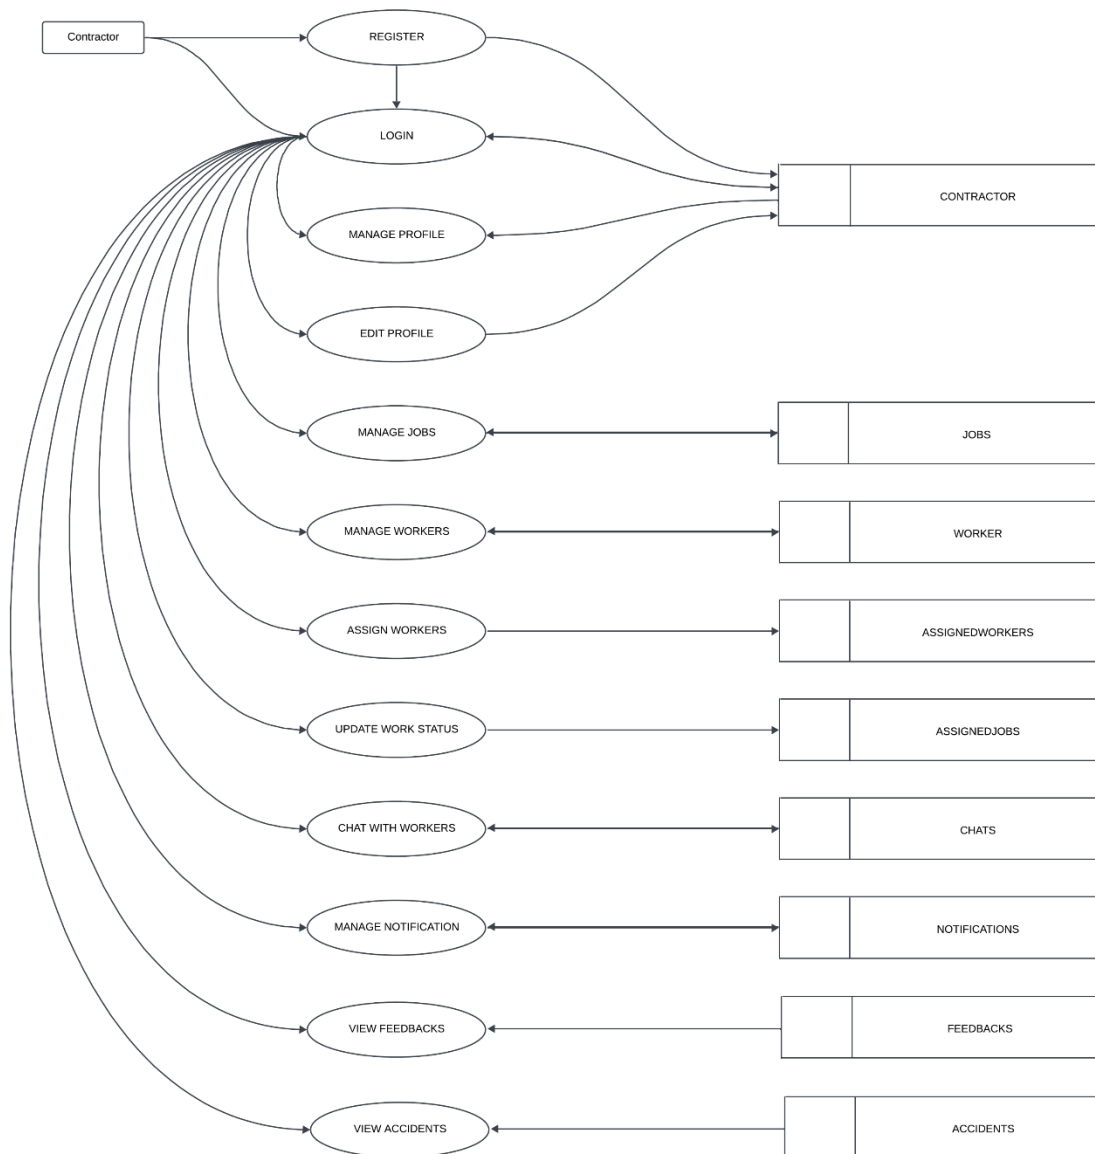 Contractor
REGISTER
LOGIN
CONTRACTOR
MANAGE PROFILE
EDIT PROFILE
MANAGE JOBS
JOBS
MANAGE WORKERS
WORKER
ASSIGN WORKERS
ASSIGNEDWORKERS
UPDATE WORK STATUS
ASSIGNEDJOBS
CHAT WITH WORKERS
CHATS
MANAGE NOTIFICATION
NOTIFICATIONS
VIEW FEEDBACKS
FEEDBACKS
VIEW ACCIDENTS
ACCIDENTS